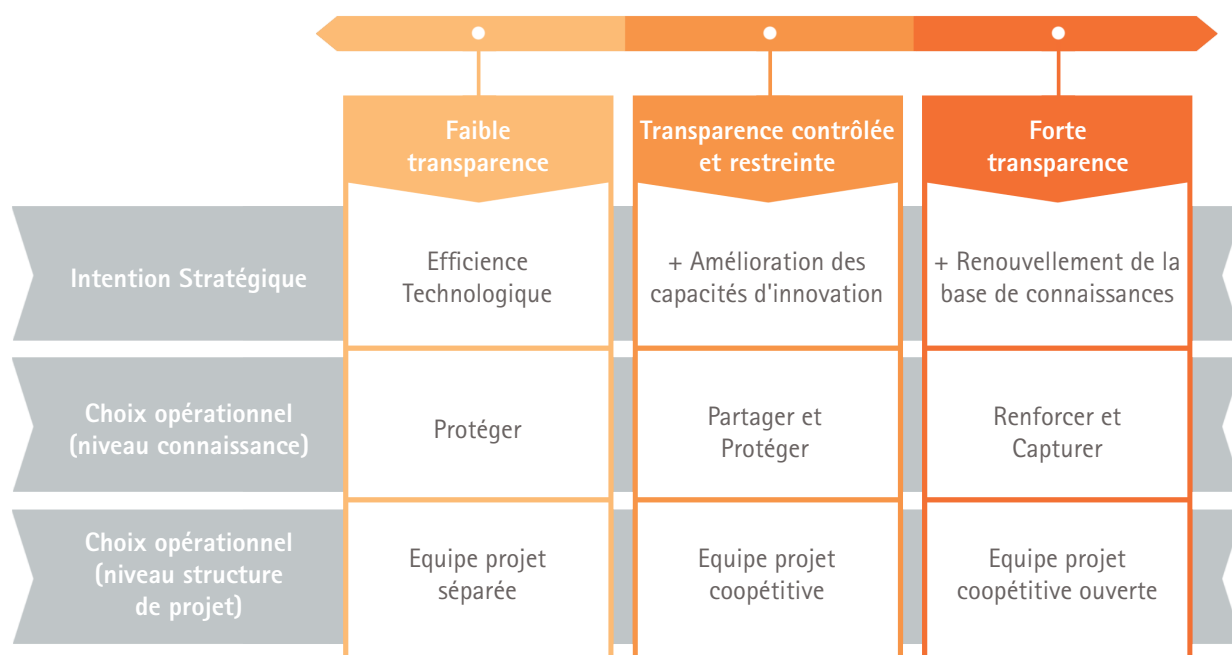 Faible
transparence
Transparence contrôlée
et restreinte
Forte
transparence
Intention Stratégique
Efficience
Technologique
+ Amélioration des
capacités d'innovation
+ Renouvellement de la
base de connaissances
Choix opérationnel
(niveau connaissance)
Protéger
Partager et
Protéger
Renforcer et
Capturer
Choix opérationnel
(niveau structure
de projet)
Equipe projet
séparée
Equipe projet
coopétitive
Equipe projet
coopétitive ouverte